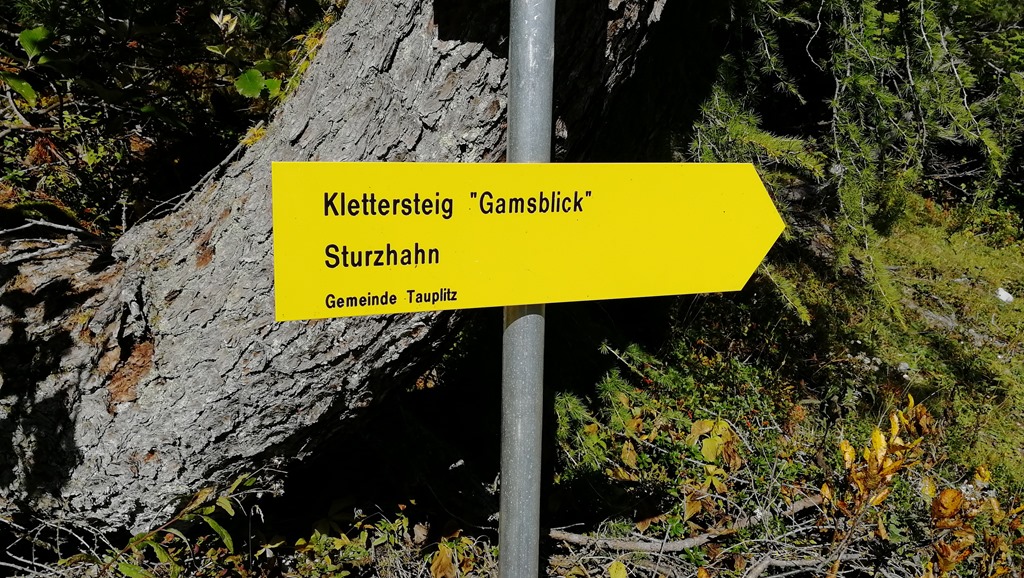 Klettersteig "Gamsblick"
Sturzhahn
Gemeinde Tauplitz